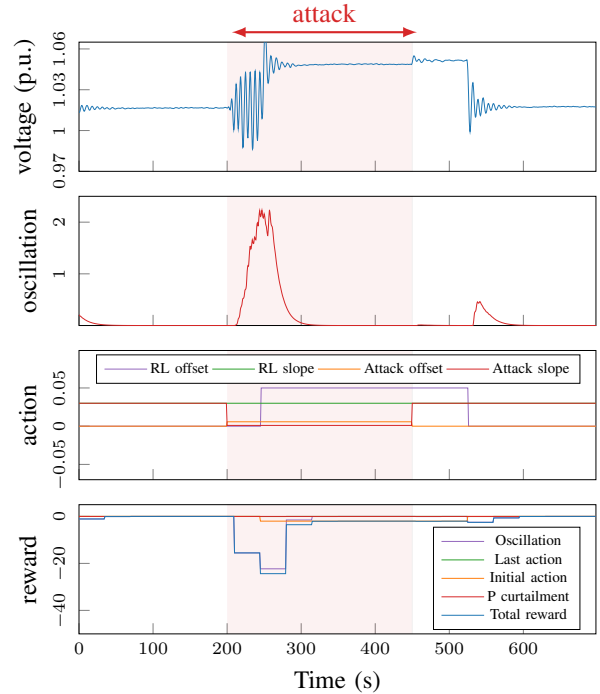 attack
voltage (p.u.)
1.06
1.03
1
0.97
oscillation
2
1
action
RL offset RL slope Attack offset Attack slope
0.05
0
−0.05
reward
0
−20
−40
Oscillation
Last action
Initial action
P curtailment
Total reward
0 100 200 300 400 500 600
Time (s)